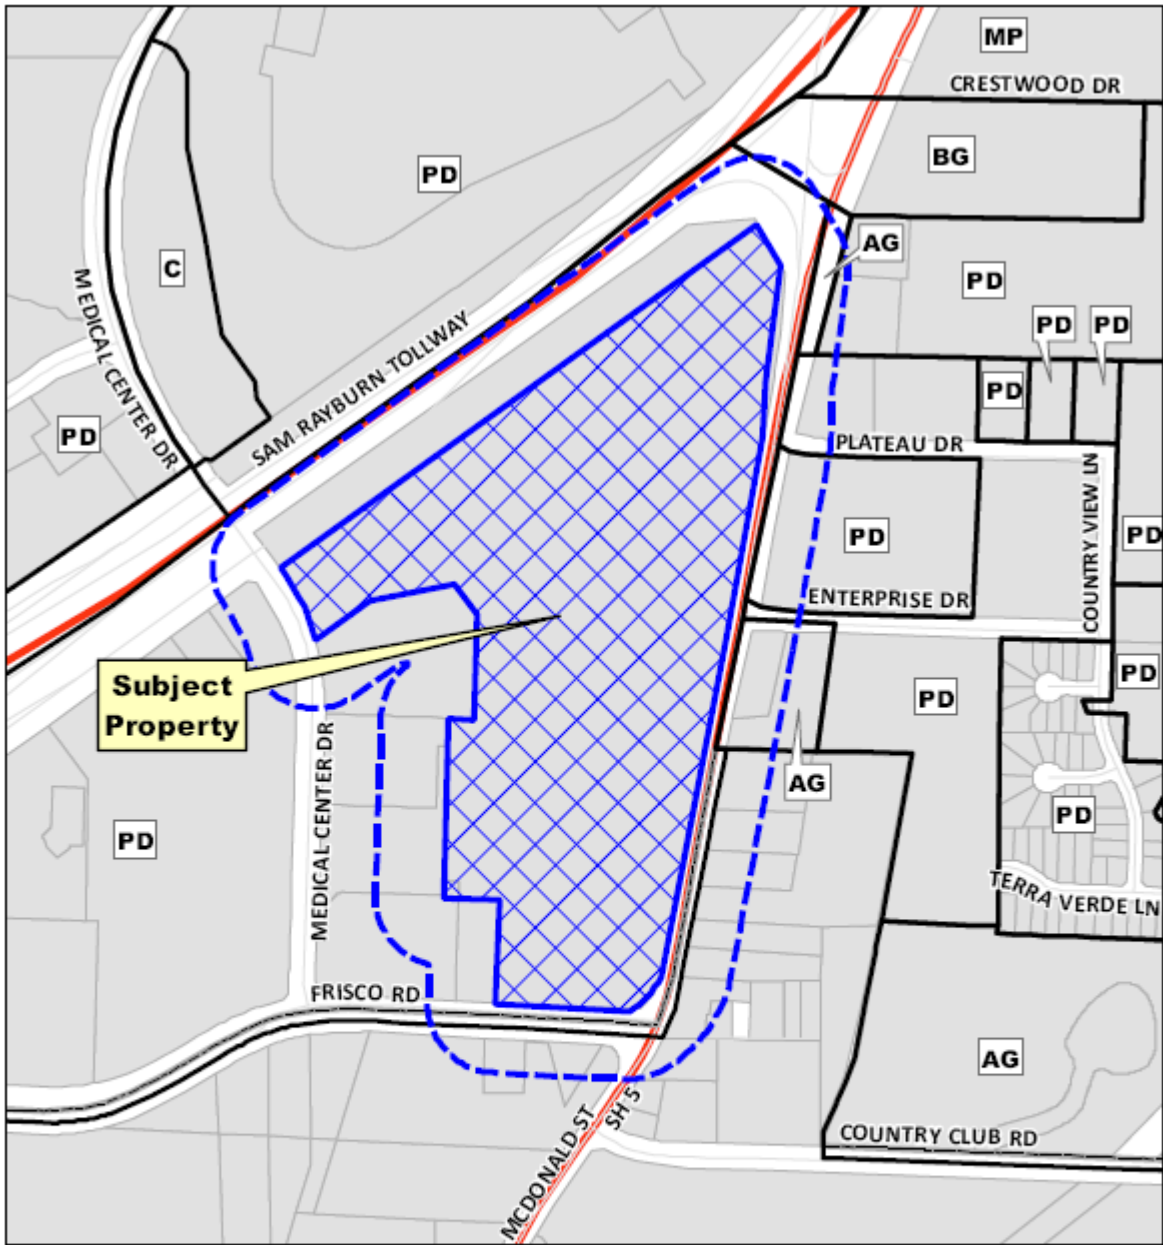 MP
CRESTWOOD DR
BG
PD
AG
C
PD
MEDICAL CENTER DR
SAM RAYBURN TOLLWAY
PD
PD
PD
PD
PLATEAU DR
COUNTRY VIEW LN
PD
PD
ENTERPRISE DR
Subject
Property
PD
PD
MEDICAL CENTER DR
AG
PD
PD
TERRA VERDE LN
FRISCO RD
AG
MCDONALD ST
SH 5
COUNTRY CLUB RD